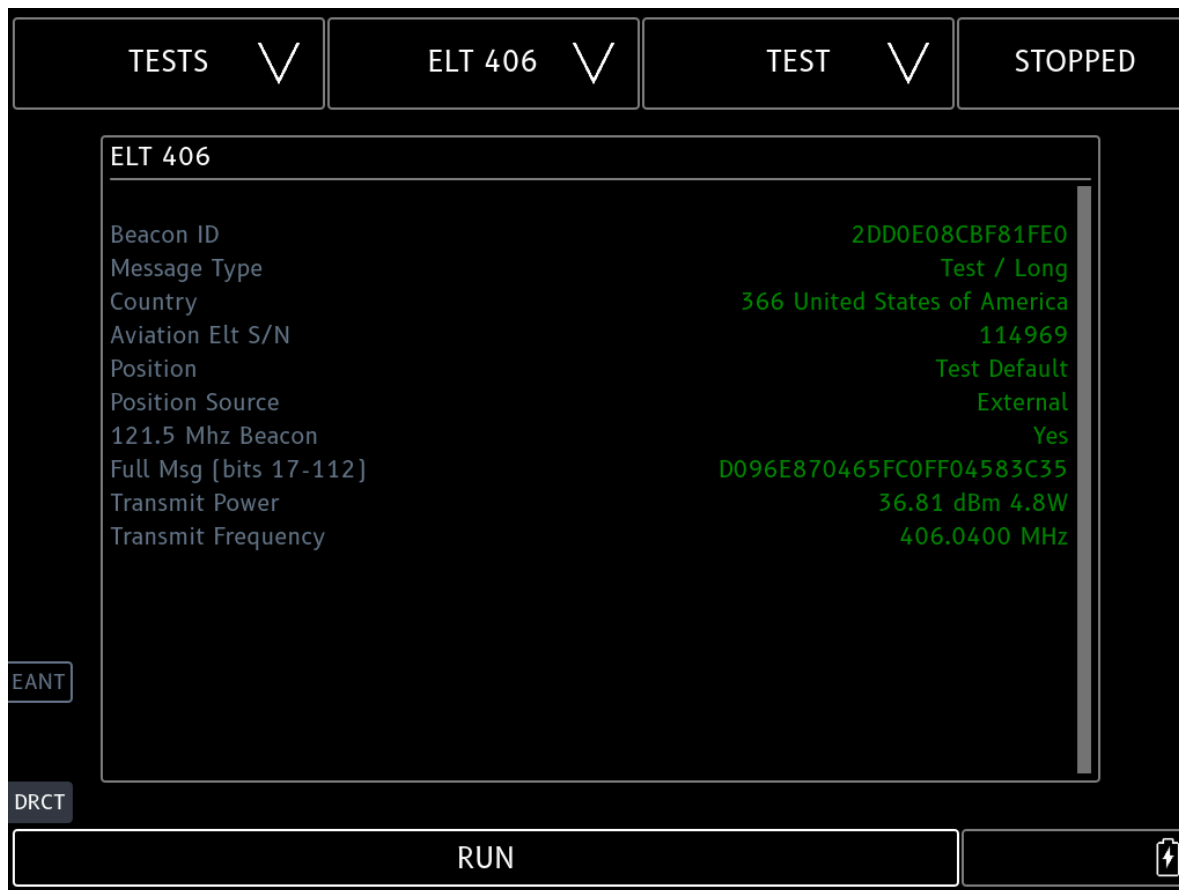 TESTS ELT 406 TEST STOPPED
ELT 406
Beacon ID 2DD0E08CBF81FE0
Message Type Test / Long
Country 366 United States of America
Aviation Elt S/N 114969
Position Test Default
Position Source External
121.5 Mhz Beacon Yes
Full Msg (bits 17-112) D096E870465FC0FF04583C35
Transmit Power 36.81 dBm 4.8W
Transmit Frequency 406.0400 MHz
EANT
DRCT
RUN